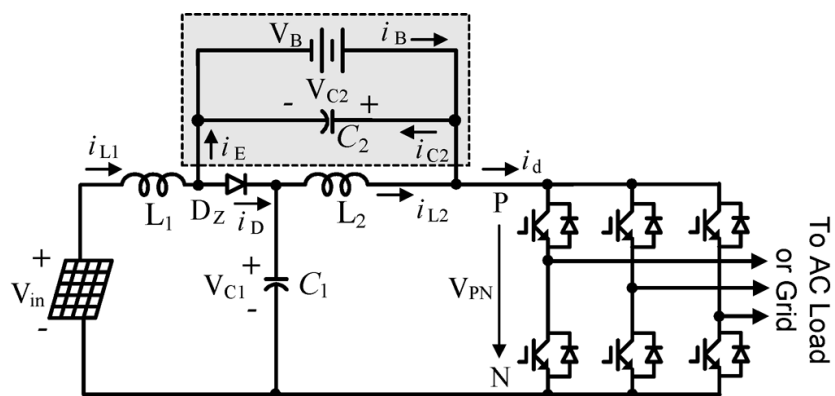 V_B
i_B
V_C2
- +
C_2
i_C2
i_E
i_L1
L_1
D_Z
i_D
L_2
i_L2
i_d
P
+
V_in
-
+
V_C1
-
C_1
V_PN
N
To AC Load
or Grid